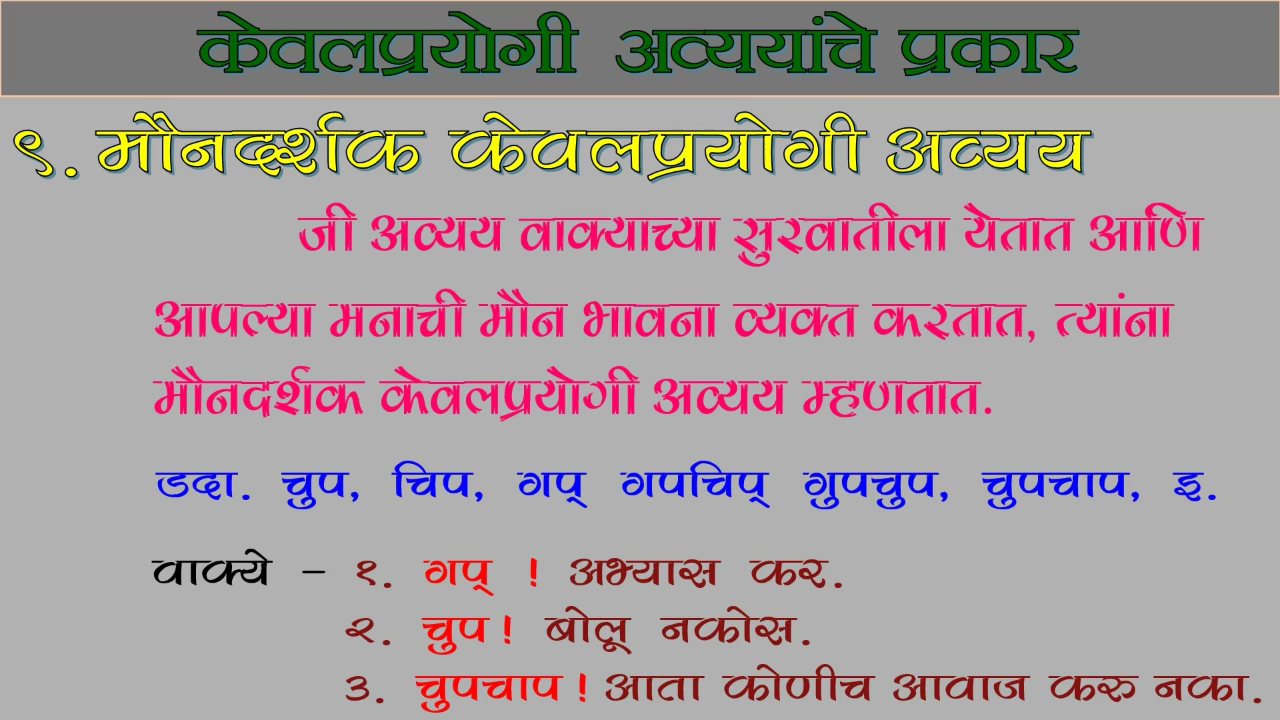 केवलप्रयोगी अव्ययांचे प्रकार
९. मौनदर्शक केवलप्रयोगी अव्यय
जी अव्यय वाक्याच्या सुरवातीला येतात आणि
आपल्या मनाची मौन भावना व्यक्त करतात, त्यांना
मौनदर्शक केवलप्रयोगी अव्यय म्हणतात.
उदा. चुप, चिप, गप् गपचिप् गुपचुप, चुपचाप, इ.
वाक्ये - १. गप् ! अभ्यास कर.
२. चुप ! बोलू नकोस.
३. चुपचाप ! आता कोणीच आवाज करु नका.